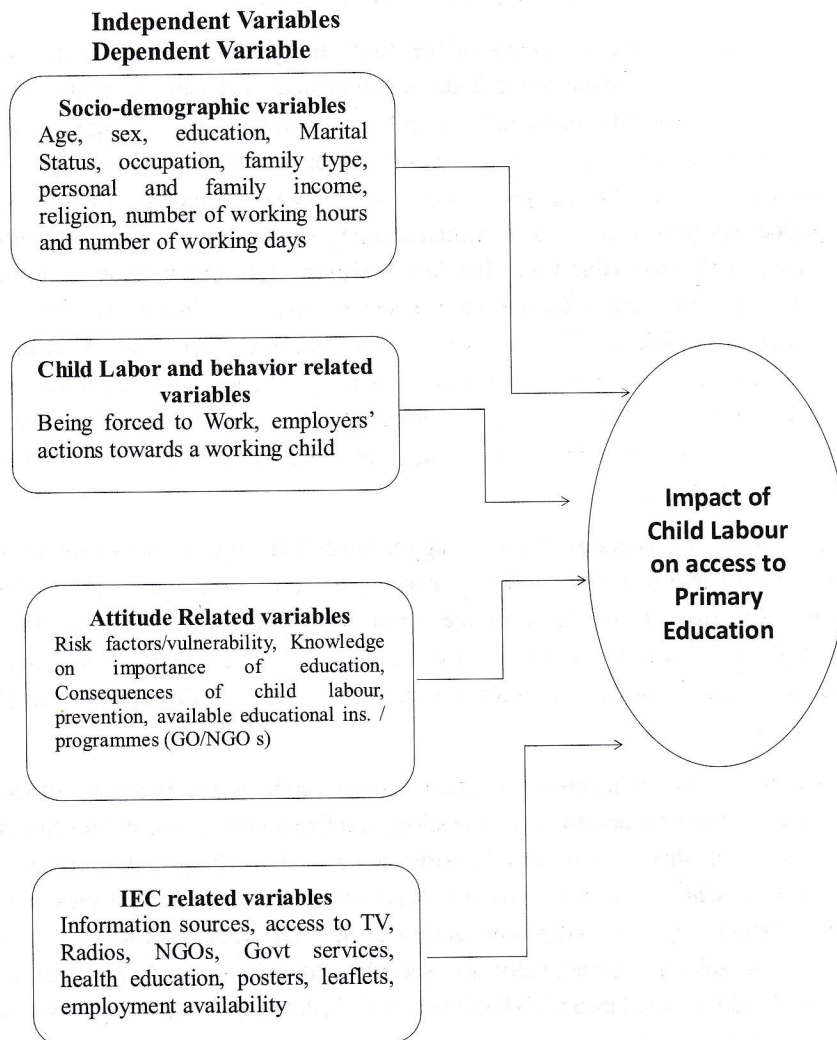 Independent Variables
Dependent Variable
Socio-demographic variables
Age, sex, education, Marital
Status, occupation, family type,
personal and family income,
religion, number of working hours
and number of working days
Child Labor and behavior related
variables
Being forced to Work, employers’
actions towards a working child
Impact of
Child Labour
on access to
Primary
Education
Attitude Related variables
Risk factors/vulnerability, Knowledge
on importance of education,
Consequences of child labour,
prevention, available educational ins. /
programmes (GO/NGO s)
IEC related variables
Information sources, access to TV,
Radios, NGOs, Govt services,
health education, posters, leaflets,
employment availability